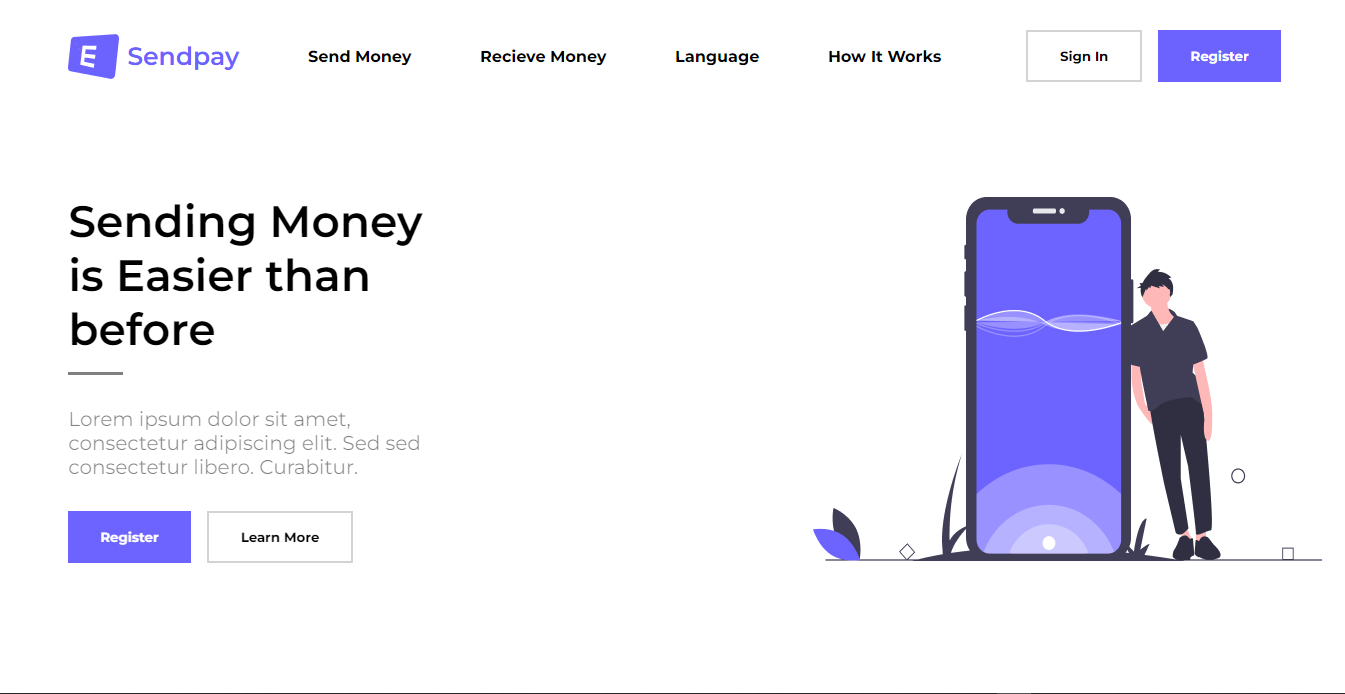 E Sendpay
Send Money
Recieve Money
Language
How It Works
Sign In
Register
Sending Money
is Easier than
before
Lorem ipsum dolor sit amet,
consectetur adipiscing elit. Sed sed
consectetur libero. Curabitur.
Register
Learn More